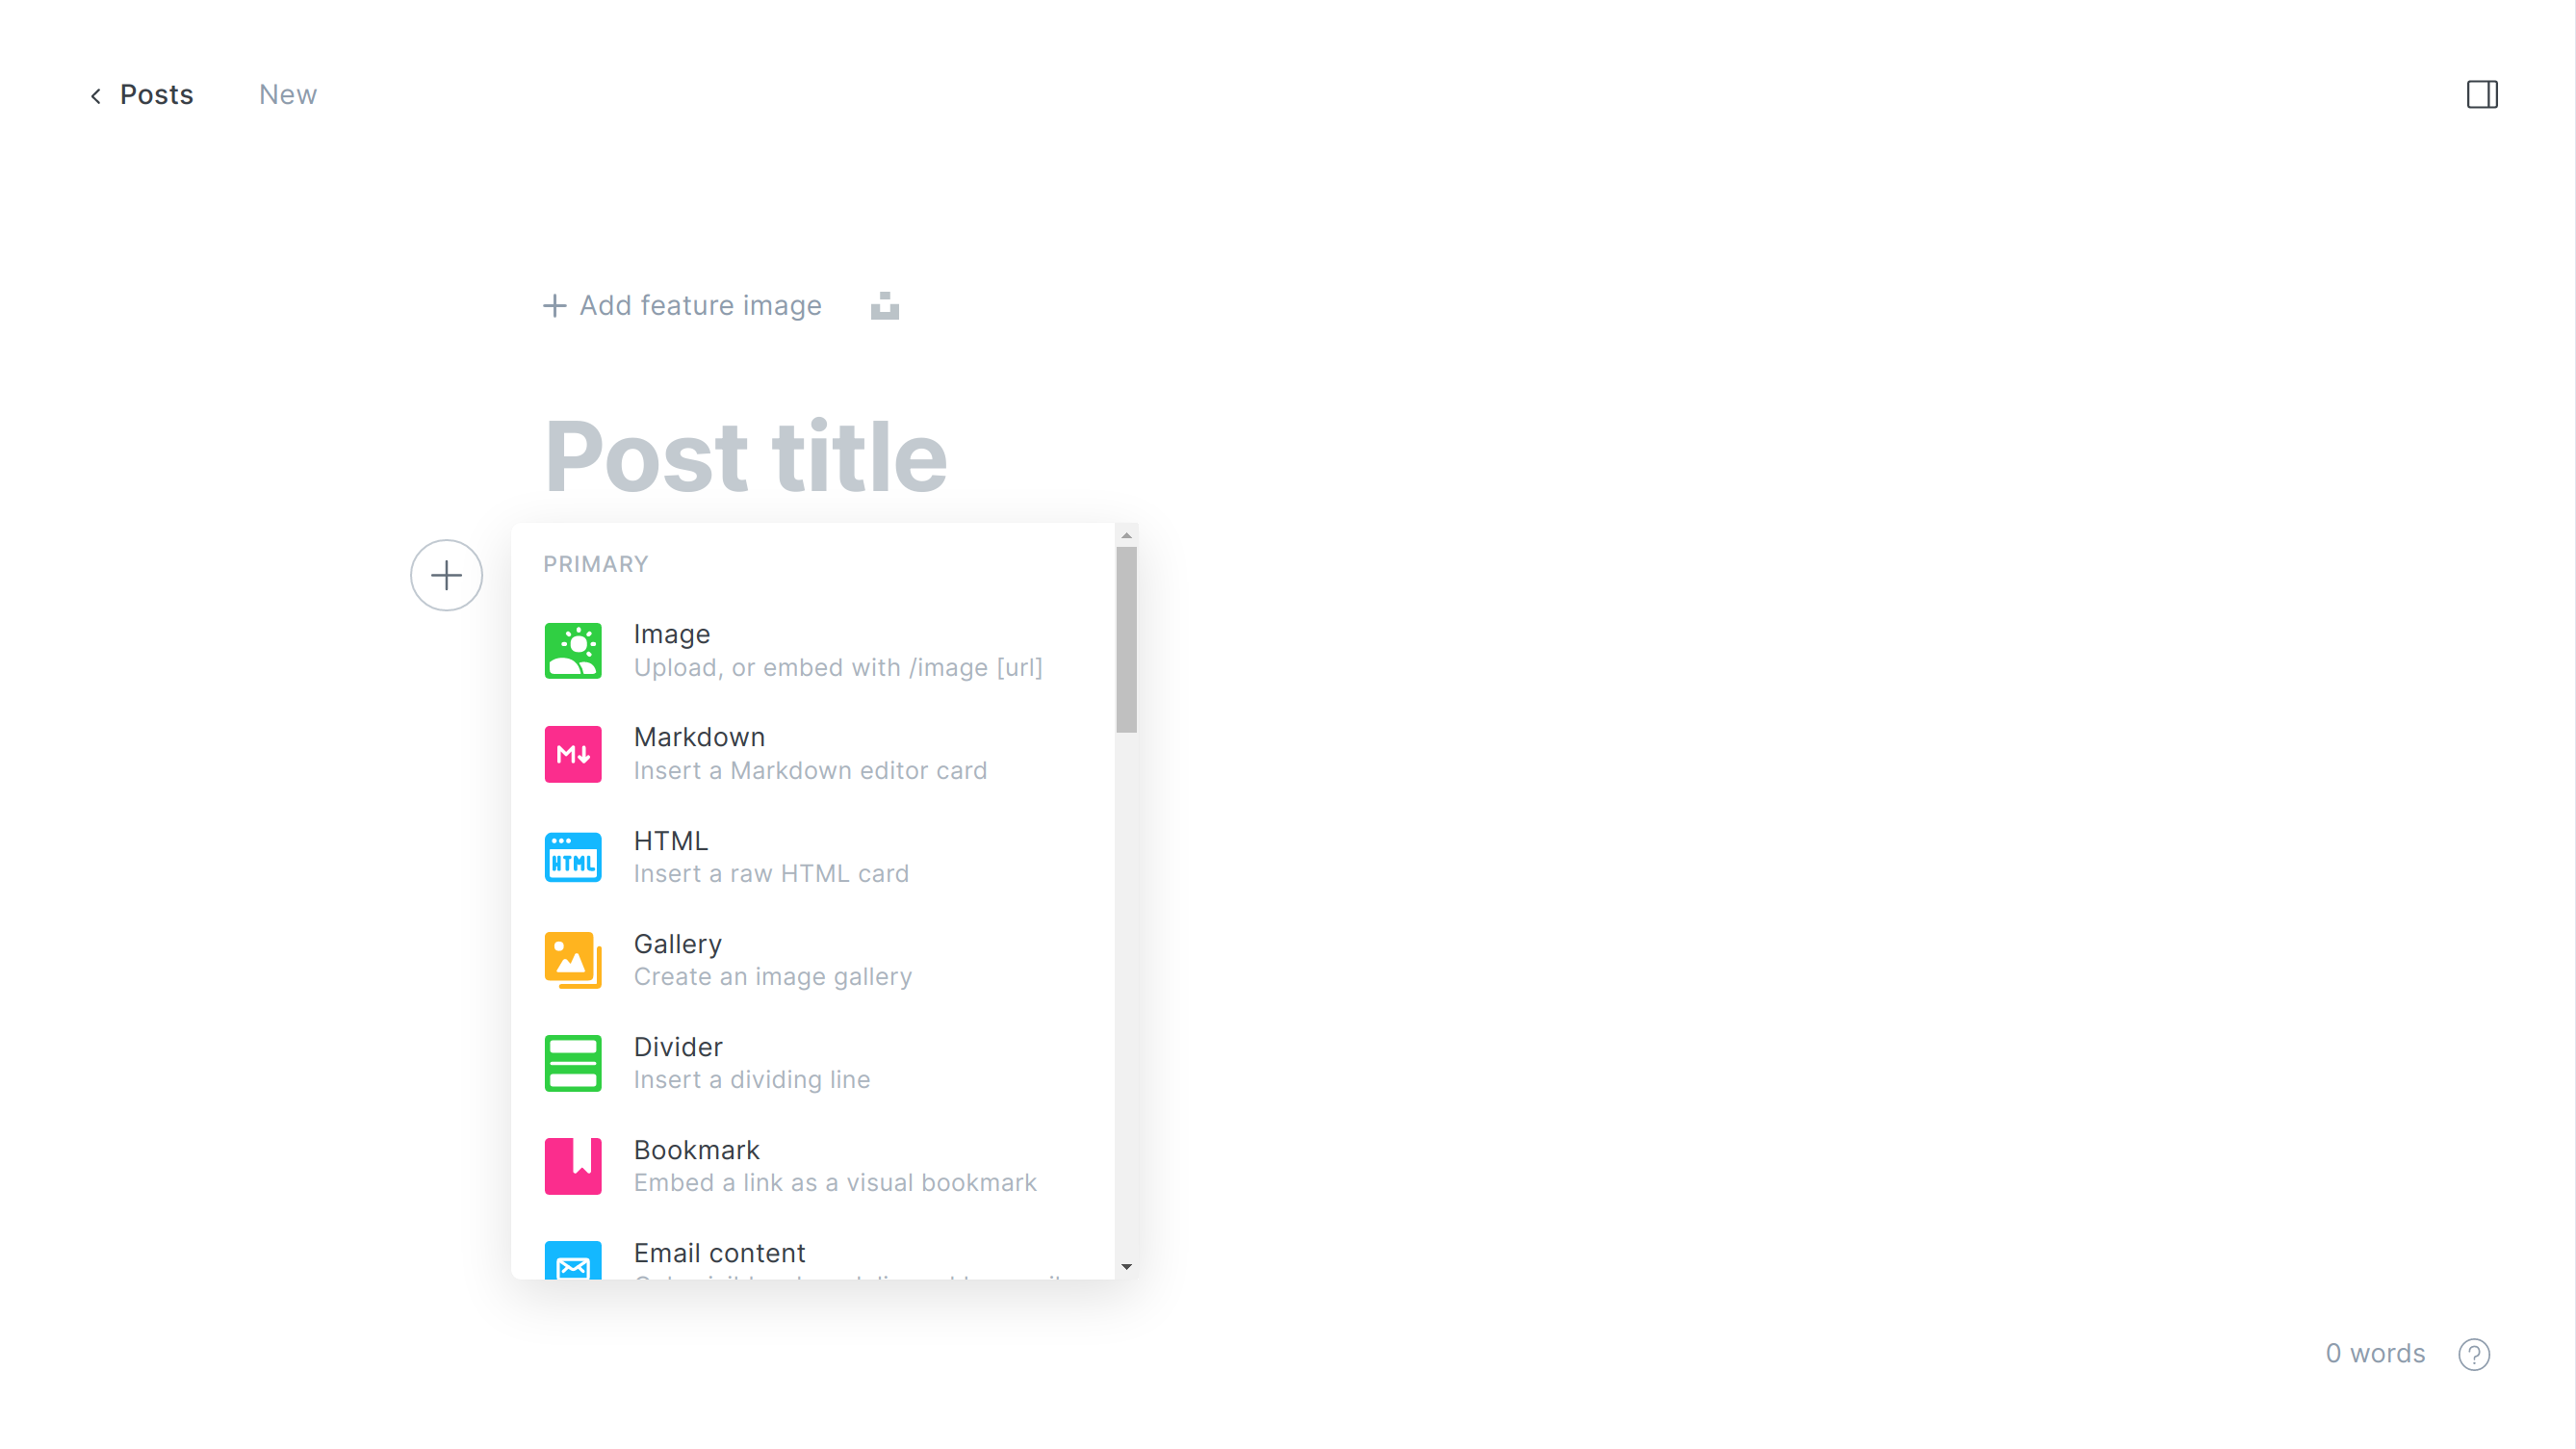 Posts
New
Add feature image
Post title
PRIMARY
Image
Upload, or embed with /image [url]
M
Markdown
Insert a Markdown editor card
HTML
HTML
Insert a raw HTML card
Gallery
Create an image gallery
Divider
Insert a dividing line
Bookmark
Embed a link as a visual bookmark
Email content
0 words
?